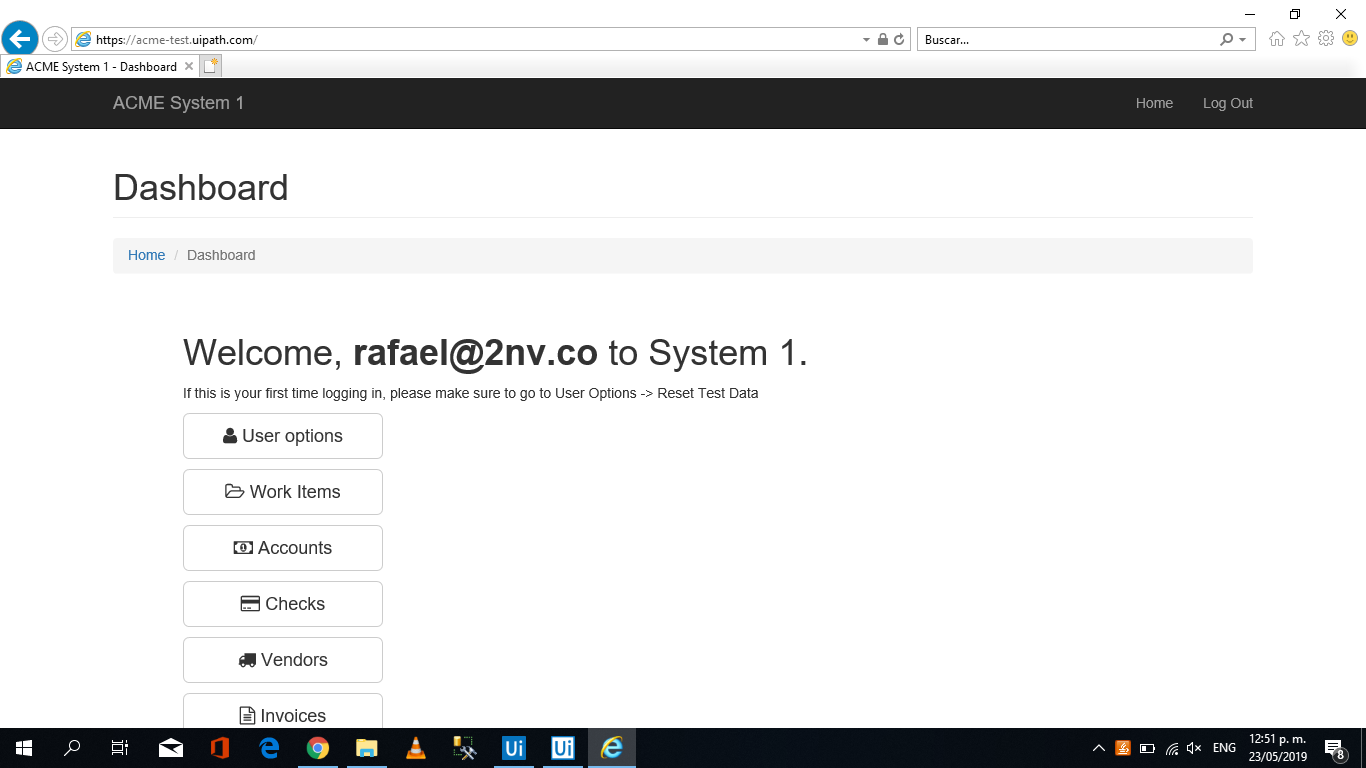 https://acme-test.uipath.com/
Buscar...
ACME System 1 - Dashboard
ACME System 1
Home
Log Out
Dashboard
Home / Dashboard
Welcome, rafael@2nv.co to System 1.
If this is your first time logging in, please make sure to go to User Options -> Reset Test Data
User options
Work Items
Accounts
Checks
Vendors
Invoices
Ui
Ui
ENG
12:51 p. m.
23/05/2019
8